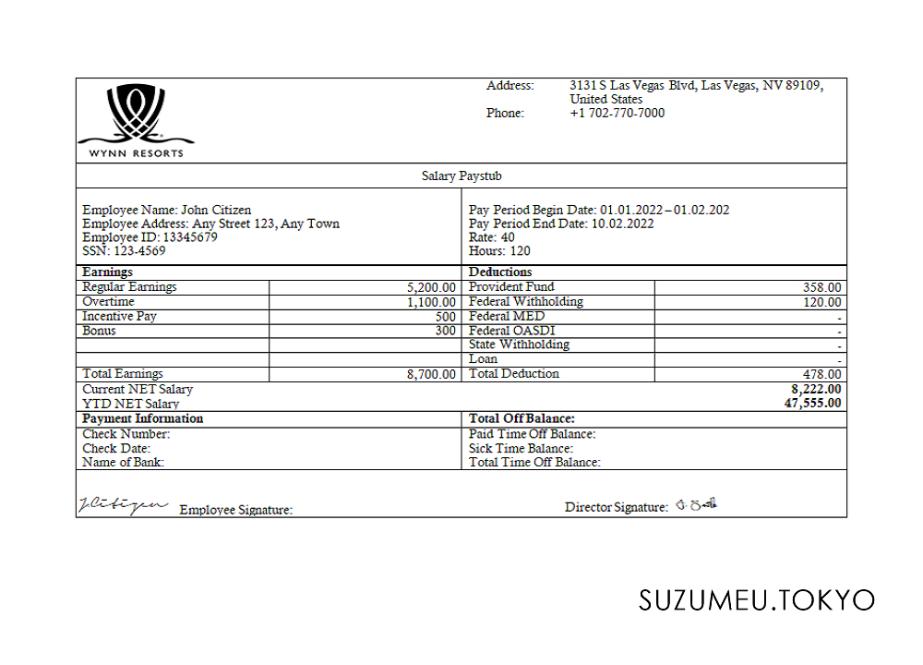 WYNN RESORTS
Address: 3131 S Las Vegas Blvd, Las Vegas, NV 89109,
United States
Phone: +1 702-770-7000
Salary Paystub
Employee Name: John Citizen
Employee Address: Any Street 123, Any Town
Employee ID: 13345679
SSN: 123-4569
Pay Period Begin Date: 01.01.2022 – 01.02.202
Pay Period End Date: 10.02.2022
Rate: 40
Hours: 120
Earnings Deductions
Regular Earnings 5,200.00 Provident Fund 358.00
Overtime 1,100.00 Federal Withholding 120.00
Incentive Pay 500 Federal MED -
Bonus 300 Federal OASDI -
State Withholding -
Loan -
Total Earnings 8,700.00 Total Deduction 478.00
Current NET Salary 8,222.00
YTD NET Salary 47,555.00
Payment Information Total Off Balance:
Check Number: Paid Time Off Balance:
Check Date: Sick Time Balance:
Name of Bank: Total Time Off Balance:
J Citizen Employee Signature: Director Signature:
SUZUMEU.TOKYO